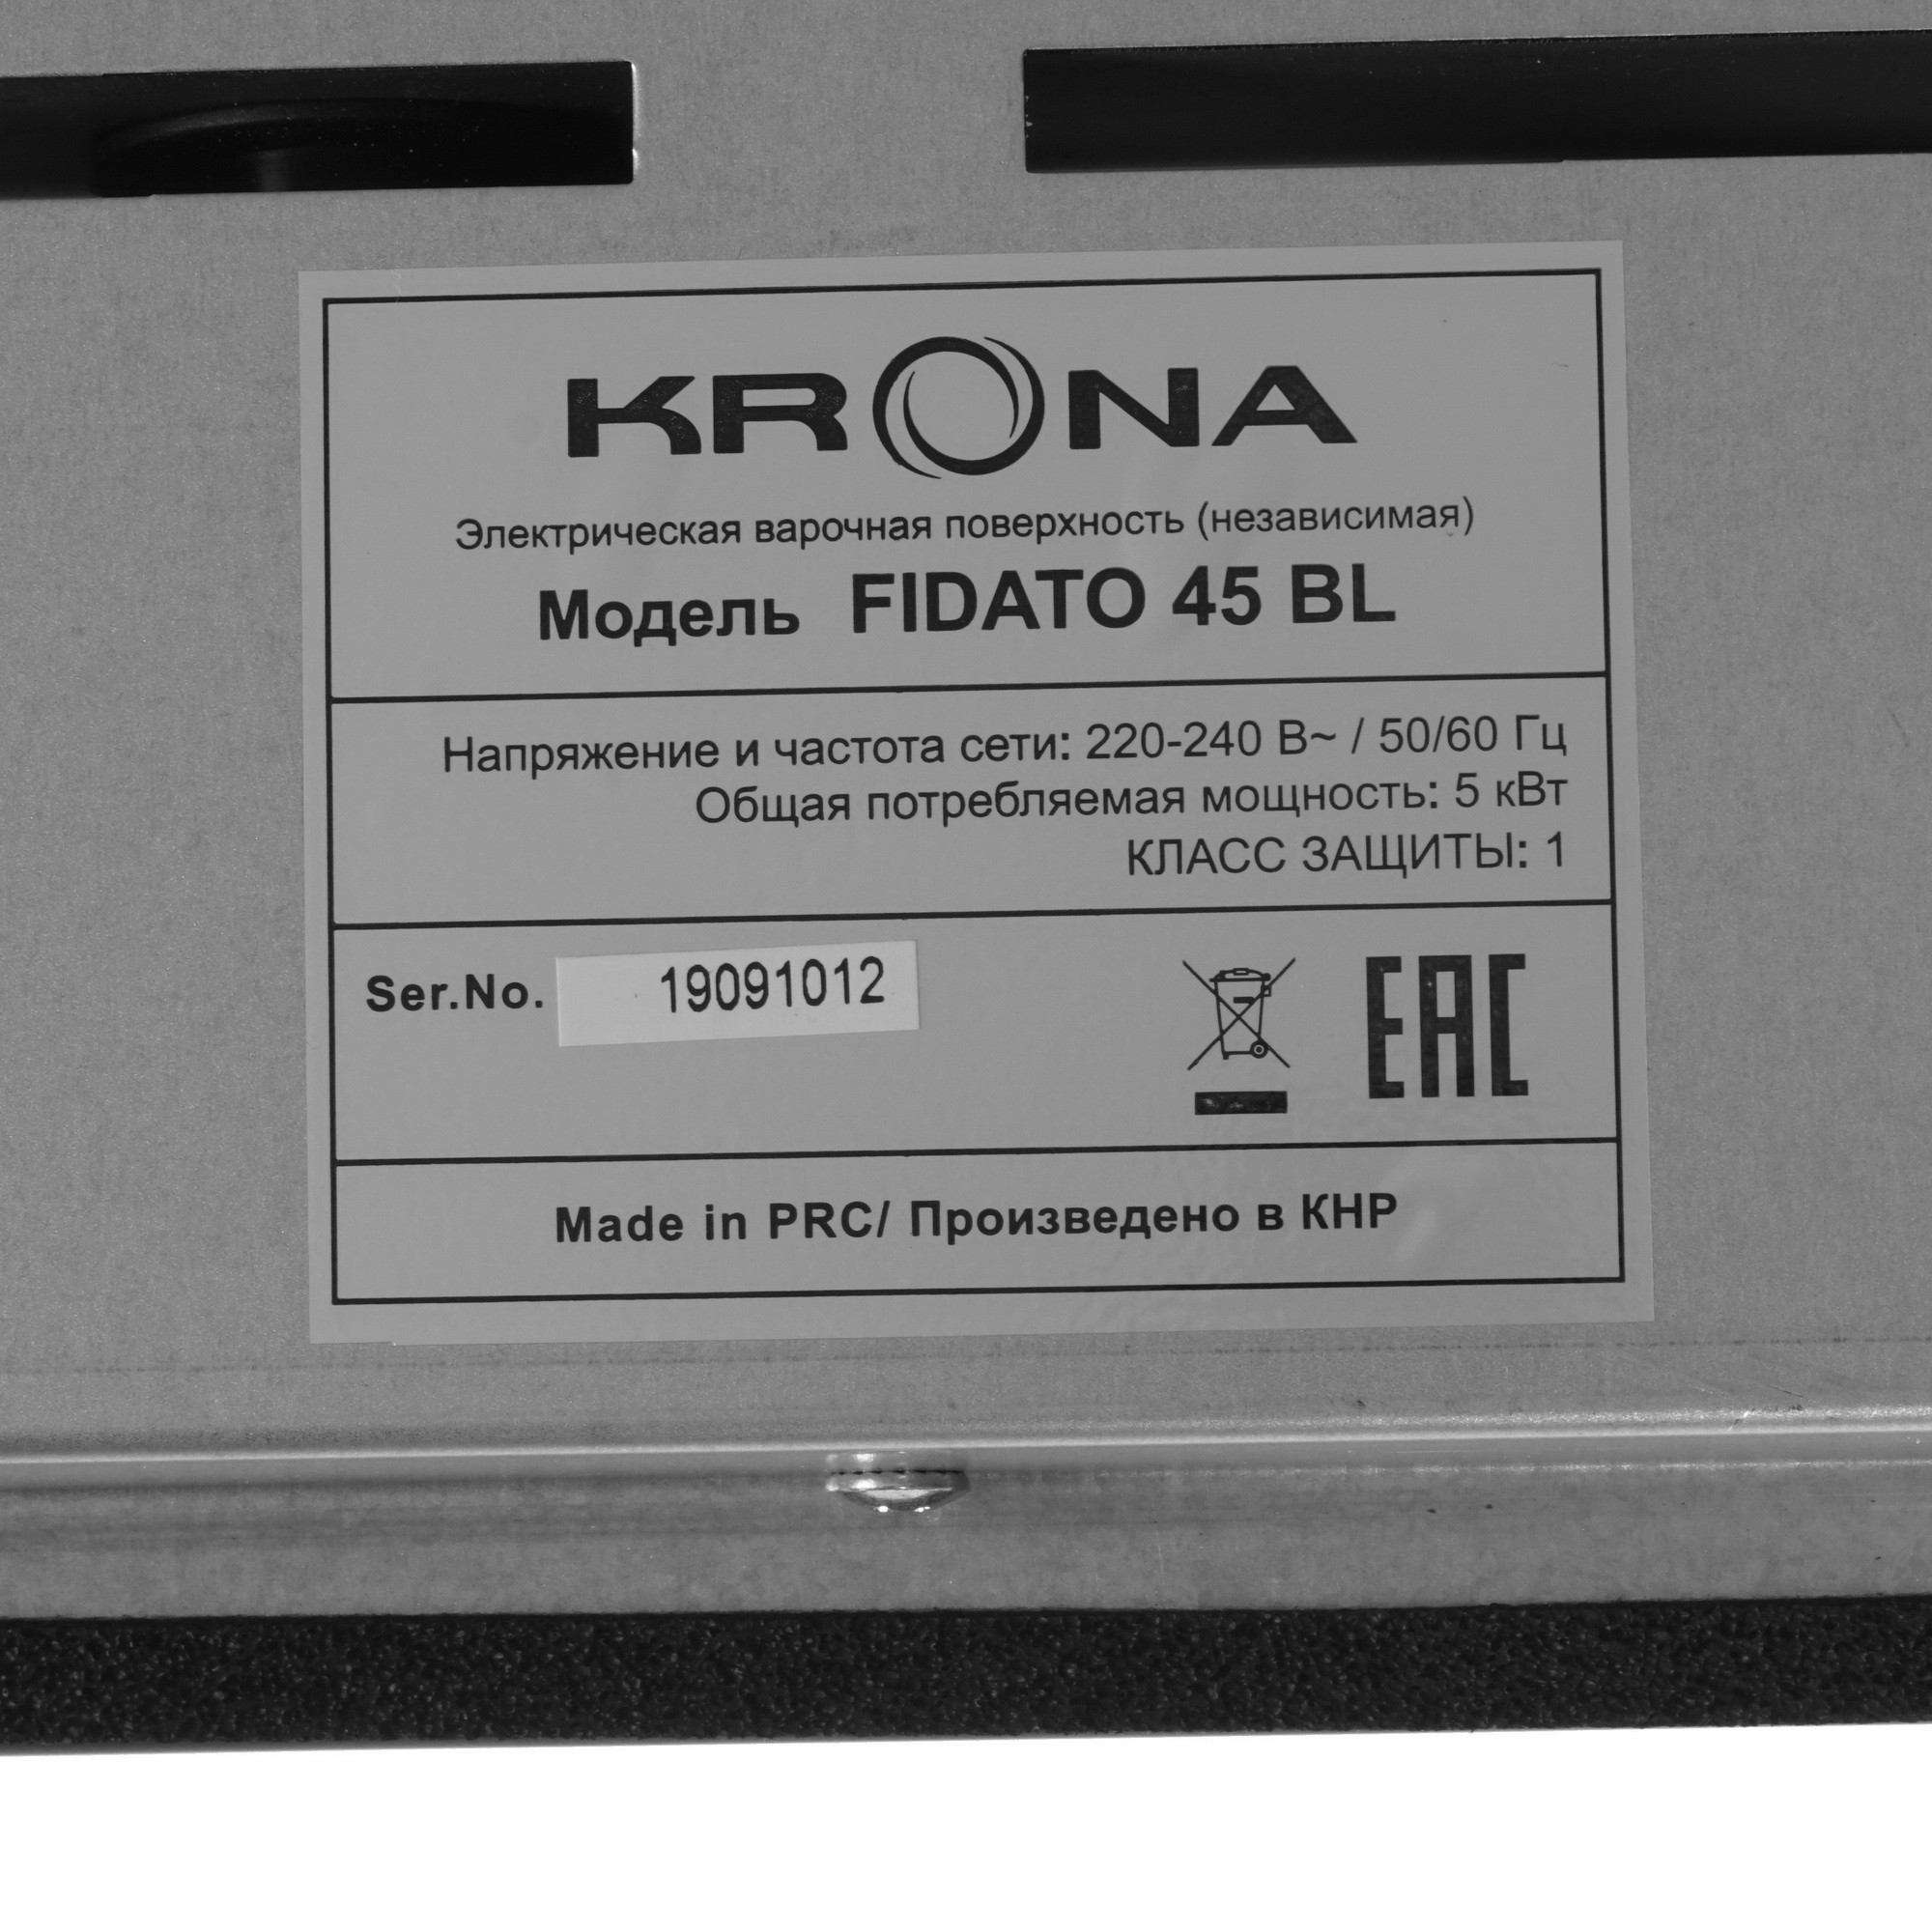 KRONA
Электрическая варочная поверхность (независимая)
Модель FIDATO 45 BL
Напряжение и частота сети: 220-240 В~ / 50/60 Гц
Общая потребляемая мощность: 5 кВт
КЛАСС ЗАЩИТЫ: 1
Ser.No. 19091012
EAC
Made in PRC/ Произведено в КНР